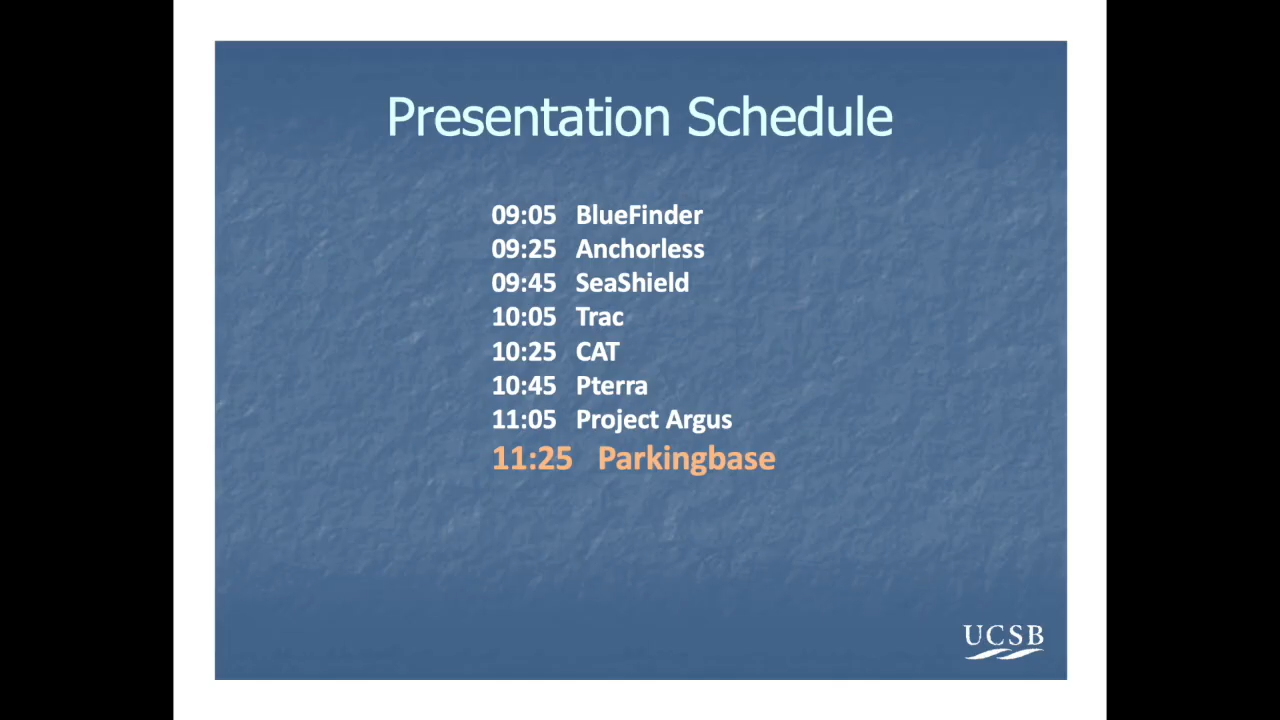 Presentation Schedule
09:05 BlueFinder
09:25 Anchorless
09:45 SeaShield
10:05 Trac
10:25 CAT
10:45 Pterra
11:05 Project Argus
11:25 Parkingbase
UCSB